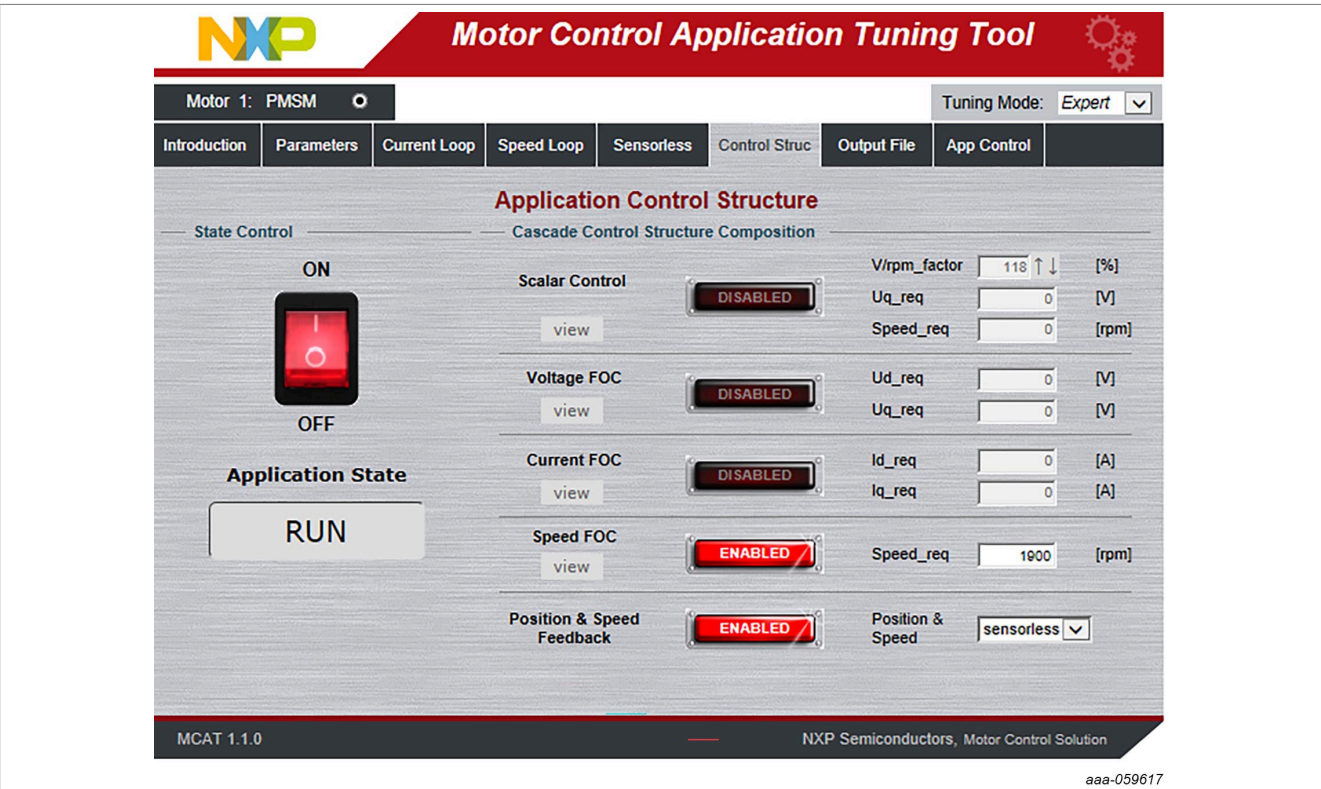 NXP
Motor Control Application Tuning Tool
Motor 1: PMSM
Tuning Mode: Expert
Introduction Parameters Current Loop Speed Loop Sensorless Control Struc Output File App Control
Application Control Structure
State Control
Cascade Control Structure Composition
ON
OFF
Application State
RUN
Scalar Control
view
DISABLED
V/rpm_factor 118 ↑↓ [%]
Uq_req 0 [V]
Speed_req 0 [rpm]
Voltage FOC
view
DISABLED
Ud_req 0 [V]
Uq_req 0 [V]
Current FOC
view
DISABLED
Id_req 0 [A]
Iq_req 0 [A]
Speed FOC
view
ENABLED
Speed_req 1900 [rpm]
Position & Speed
Feedback
ENABLED
Position &
Speed
sensorless
MCAT 1.1.0
NXP Semiconductors, Motor Control Solution
aaa-059617